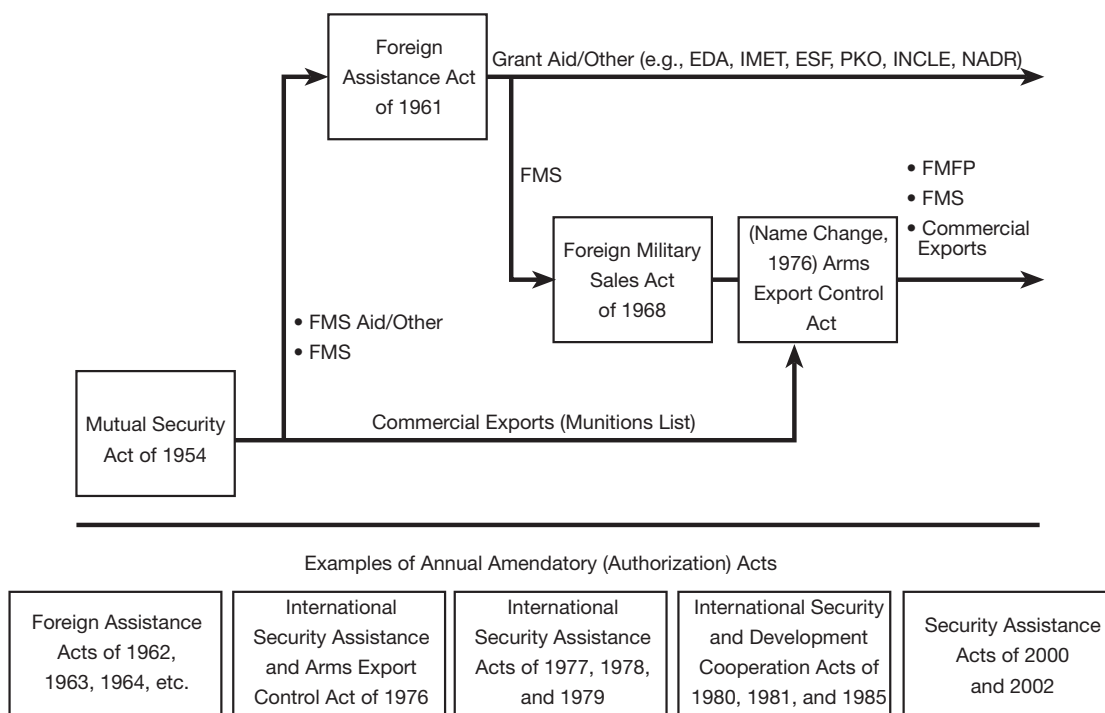 Foreign
Assistance Act
of 1961
Grant Aid/Other (e.g., EDA, IMET, ESF, PKO, INCLE, NADR)
FMS
• FMFP
• FMS
• Commercial
Exports
Foreign Military
Sales Act
of 1968
(Name Change,
1976) Arms
Export Control
Act
• FMS Aid/Other
• FMS
Mutual Security
Act of 1954
Commercial Exports (Munitions List)
Examples of Annual Amendatory (Authorization) Acts
Foreign Assistance
Acts of 1962,
1963, 1964, etc.
International
Security Assistance
and Arms Export
Control Act of 1976
International
Security Assistance
Acts of 1977, 1978,
and 1979
International Security
and Development
Cooperation Acts of
1980, 1981, and 1985
Security Assistance
Acts of 2000
and 2002